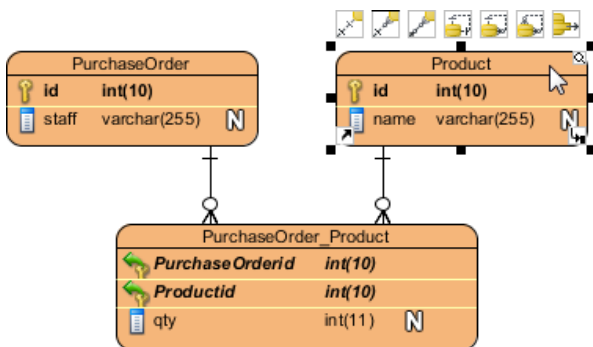 PurchaseOrder
id int(10)
staff varchar(255) N
Product
id int(10)
name varchar(255) N
PurchaseOrder_Product
PurchaseOrderid int(10)
Productid int(10)
qty int(11) N